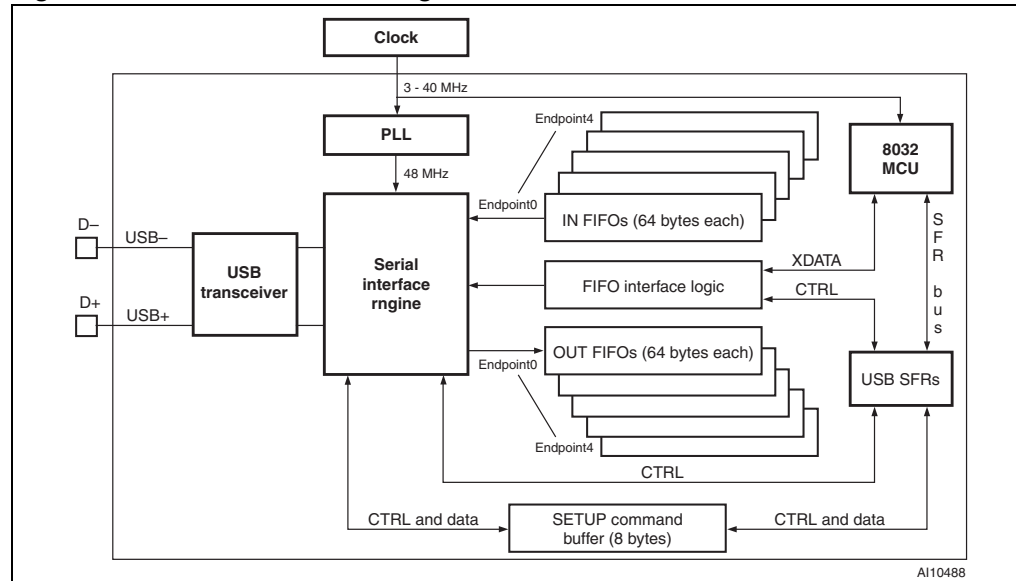 Clock
3 - 40 MHz
PLL
48 MHz
Endpoint4
Endpoint0
IN FIFOs (64 bytes each)
8032
MCU
D–
USB–
USB
transceiver
D+
USB+
Serial
interface
rngine
FIFO interface logic
XDATA
CTRL
SFR bus
OUT FIFOs (64 bytes each)
Endpoint0
Endpoint4
USB SFRs
CTRL
CTRL and data
SETUP command
buffer (8 bytes)
CTRL and data
AI10488